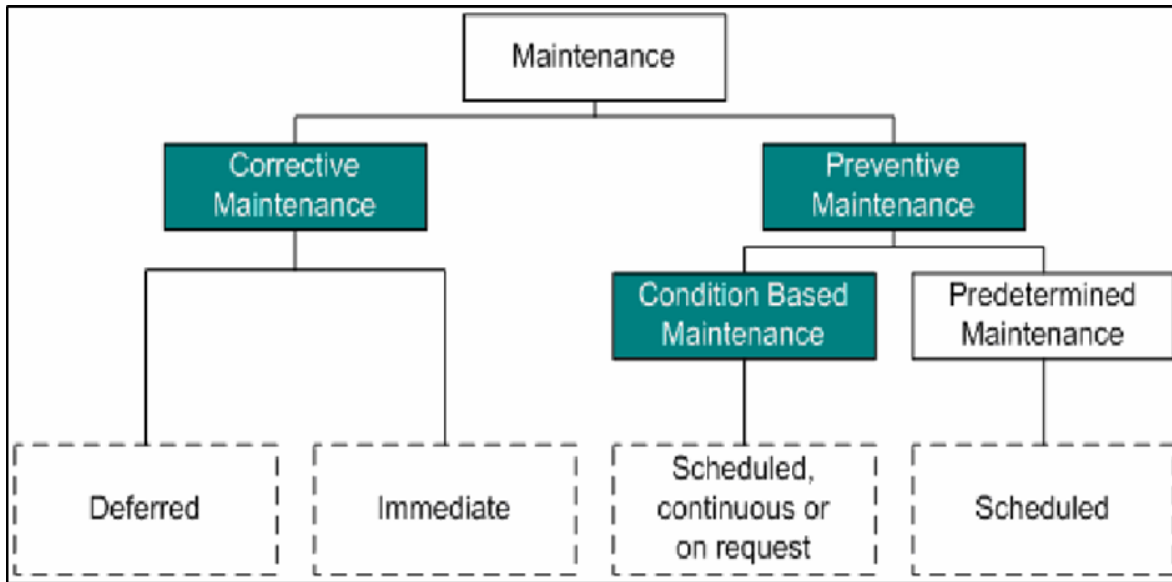 Maintenance
Corrective
Maintenance
Preventive
Maintenance
Condition Based
Maintenance
Predetermined
Maintenance
Deferred
Immediate
Scheduled,
continuous or
on request
Scheduled